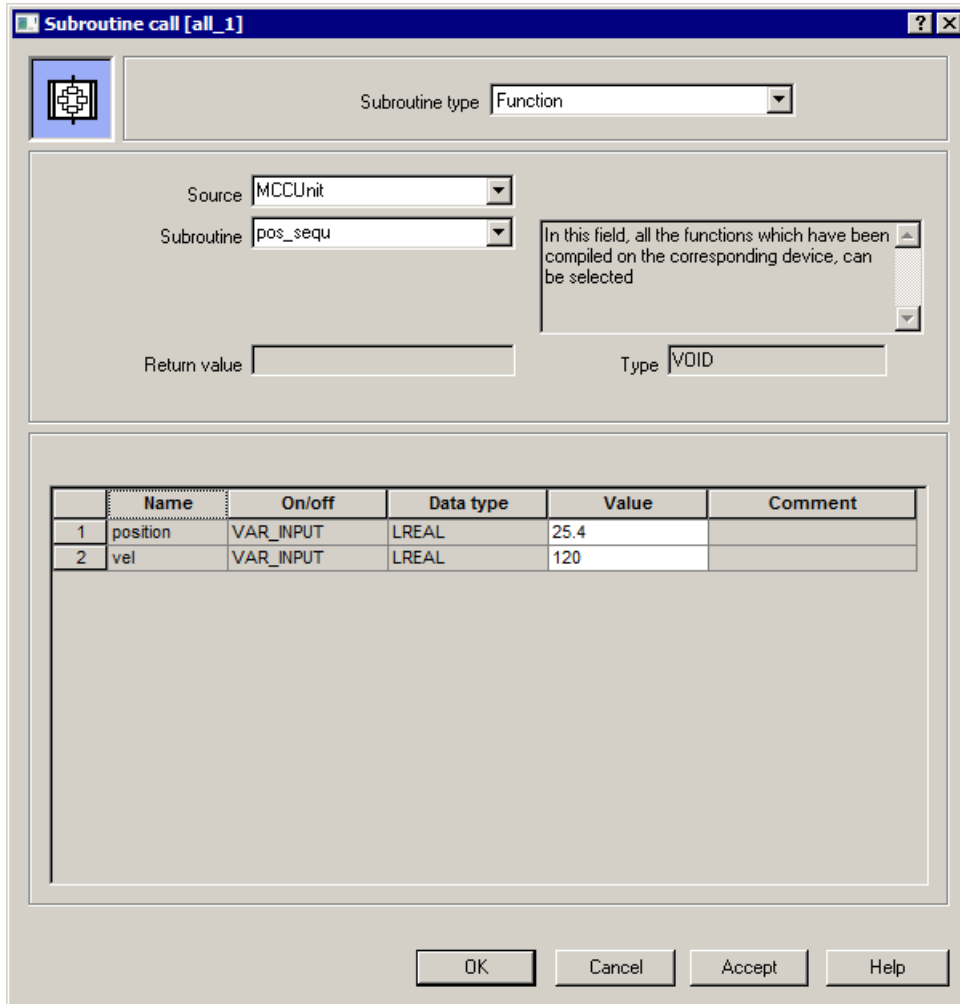 Subroutine call [all_1]
Subroutine type Function
Source MCCUnit
Subroutine pos_sequ
In this field, all the functions which have been
compiled on the corresponding device, can
be selected
Return value Type VOID
Name On/off Data type Value Comment
1 position VAR_INPUT LREAL 25.4
2 vel VAR_INPUT LREAL 120
OK Cancel Accept Help